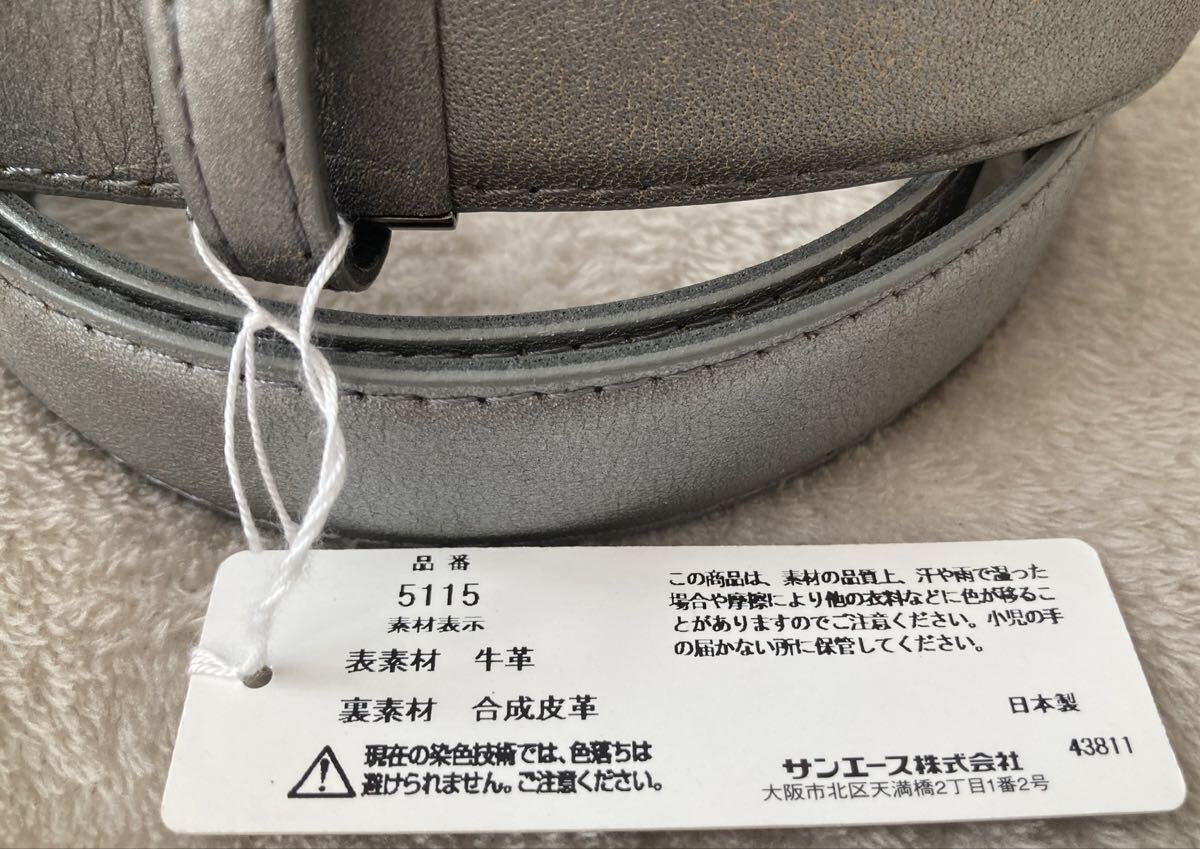 品番
5115
素材表示
表素材 牛革
裏素材 合成皮革
現在の染色技術では、色落ちは
避けられません。ご注意ください。
この商品は、素材の品質上、汗や雨で湿った
場合や摩擦により他の衣料などに色が移るこ
とがありますのでご注意ください。小児の手
の届かない所に保管してください。
日本製
43811
サンエース株式会社
大阪市北区天満橋2丁目1番2号